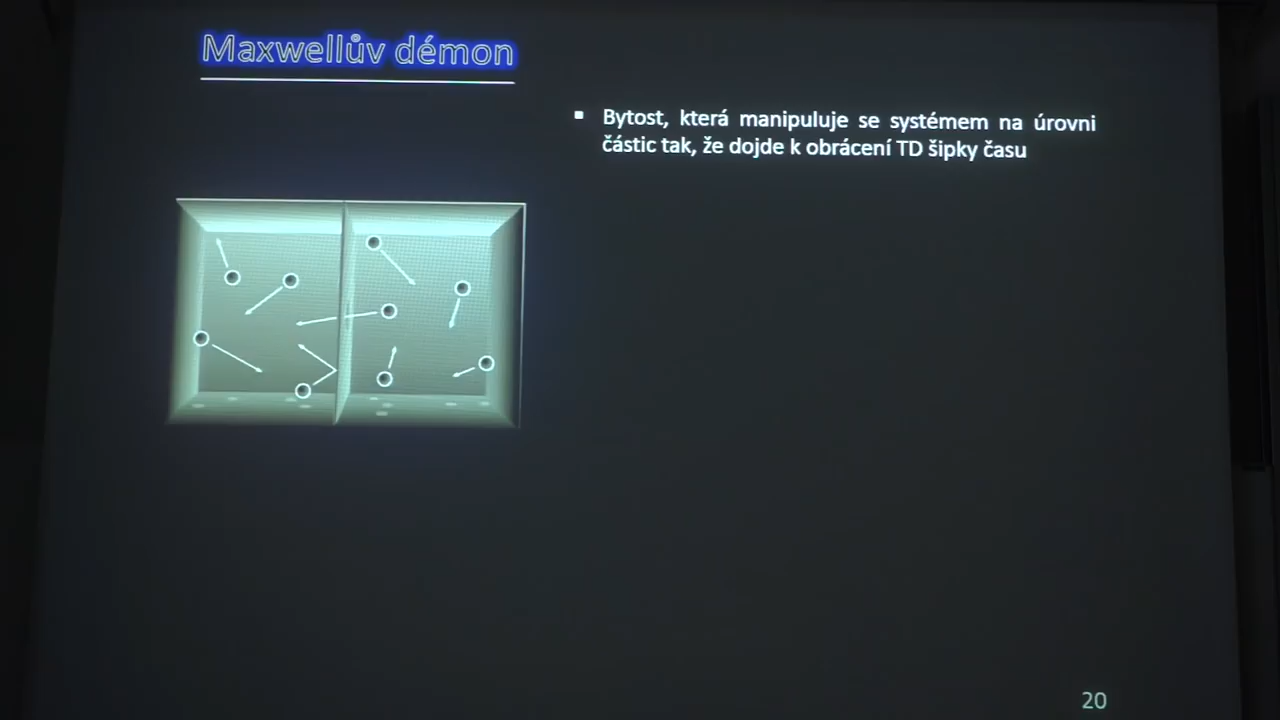 Maxwellův démon
▪ Bytost, která manipuluje se systémem na úrovni
částic tak, že dojde k obrácení TD šipky času
20